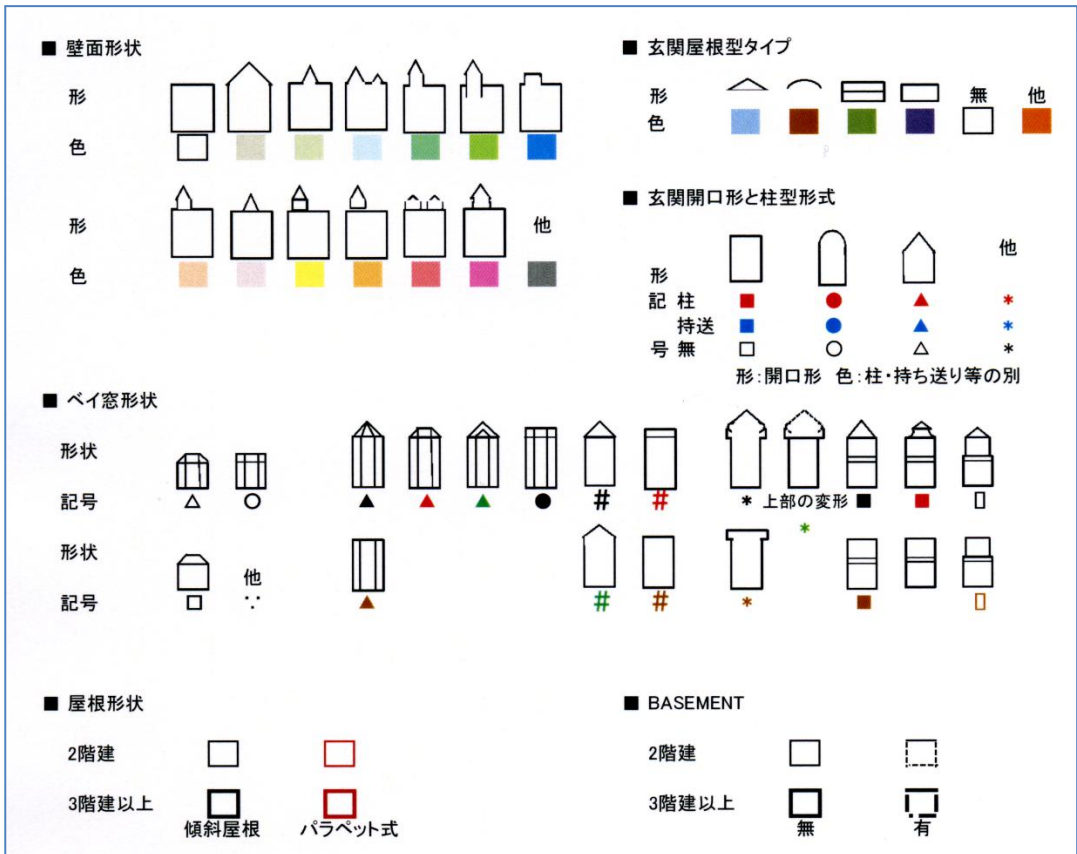 ■ 壁面形状
形
色
形 他
色
■ 玄関屋根型タイプ
形 無 他
色
■ 玄関開口形と柱型形式
他
形
記 柱 ■ ● ▲ *
持送 ■ ● ▲ *
号 無 □ ○ △ *
形:開口形 色:柱・持ち送り等の別
■ ベイ窓形状
形状
記号 △ ○ ▲ ▲ ▲ ● # # * 上部の変形 ■ ■ ▯
形状 *
他
記号 □ ∵ ▲ # # * ■ ▯
■ 屋根形状
2階建
3階建以上
傾斜屋根 パラペット式
■ BASEMENT
2階建
3階建以上
無 有